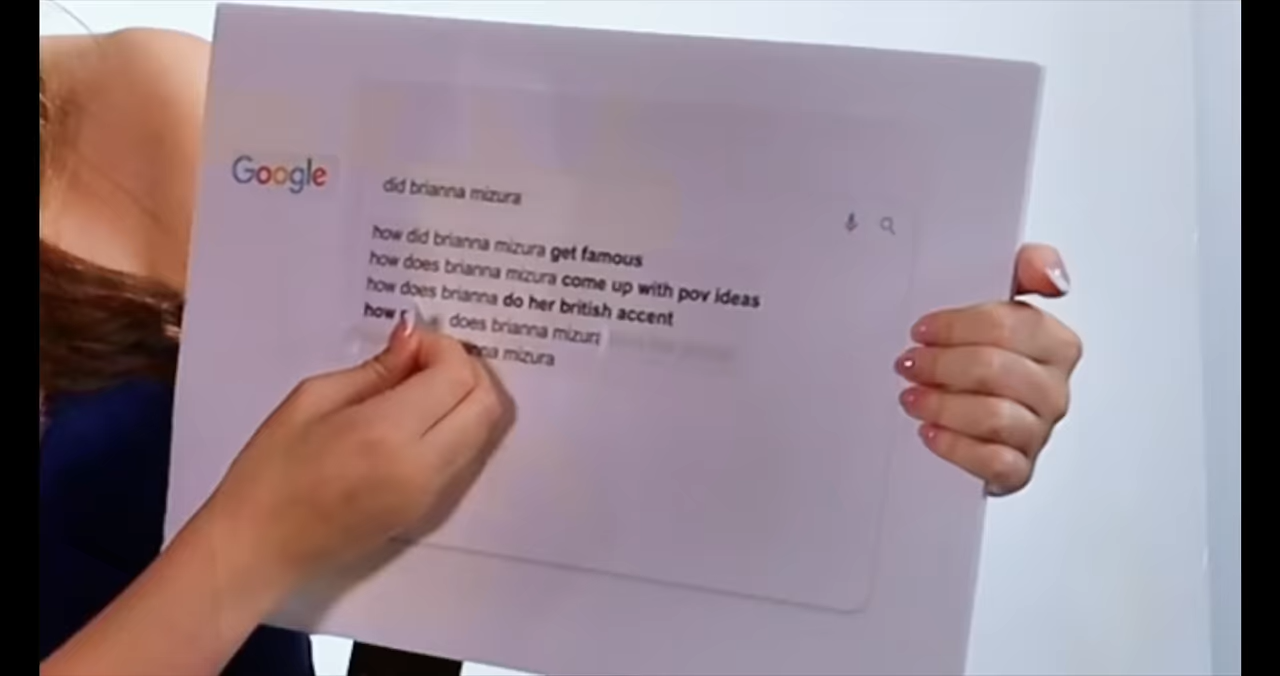 Google
did brianna mizura
how did brianna mizura get famous
how does brianna mizura come up with pov ideas
how does brianna do her british accent
how does brianna mizur
mizura